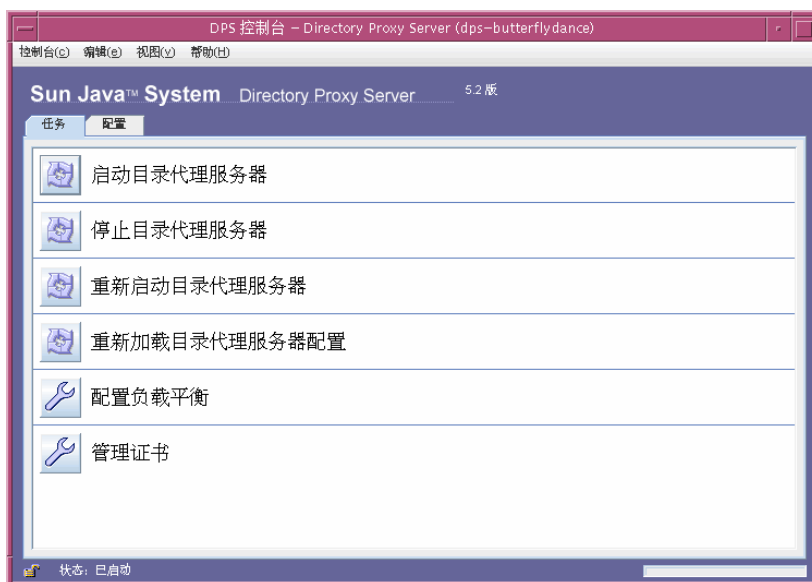 DPS 控制台 – Directory Proxy Server (dps–butterflydance)
控制台(c) 编辑(e) 视图(v) 帮助(H)
Sun Java™ System Directory Proxy Server 5.2 版
任务 配置
启动目录代理服务器
停止目录代理服务器
重新启动目录代理服务器
重新加载目录代理服务器配置
配置负载平衡
管理证书
状态: 已启动